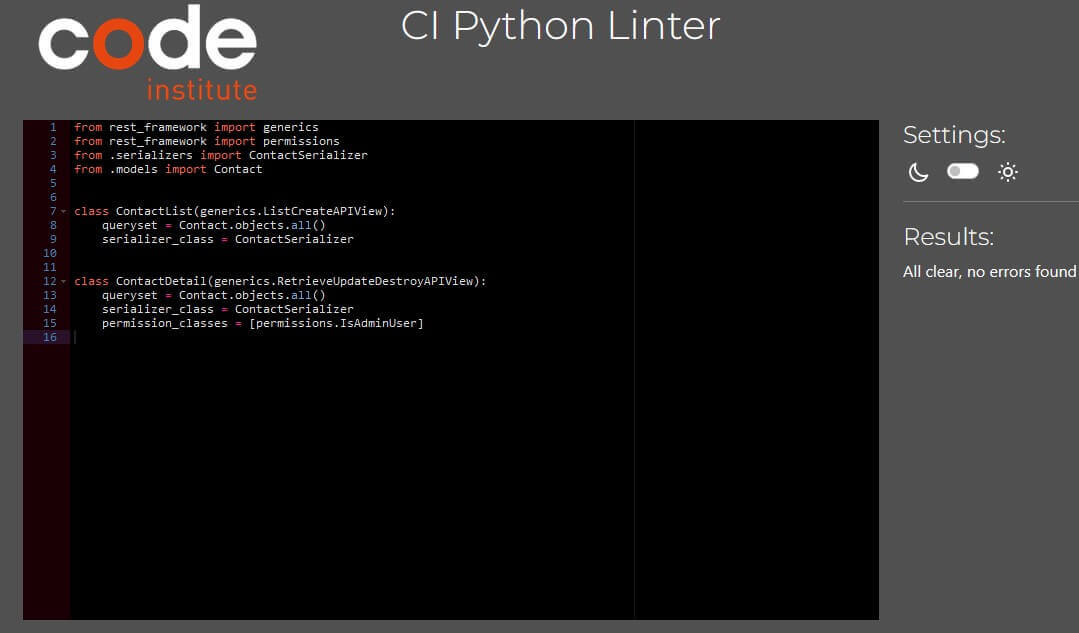 code
institute
CI Python Linter
1 from rest_framework import generics
2 from rest_framework import permissions
3 from .serializers import ContactSerializer
4 from .models import Contact
5
6
7 class ContactList(generics.ListCreateAPIView):
8     queryset = Contact.objects.all()
9     serializer_class = ContactSerializer
10
11
12 class ContactDetail(generics.RetrieveUpdateDestroyAPIView):
13     queryset = Contact.objects.all()
14     serializer_class = ContactSerializer
15     permission_classes = [permissions.IsAdminUser]
16
Settings:
Results:
All clear, no errors found